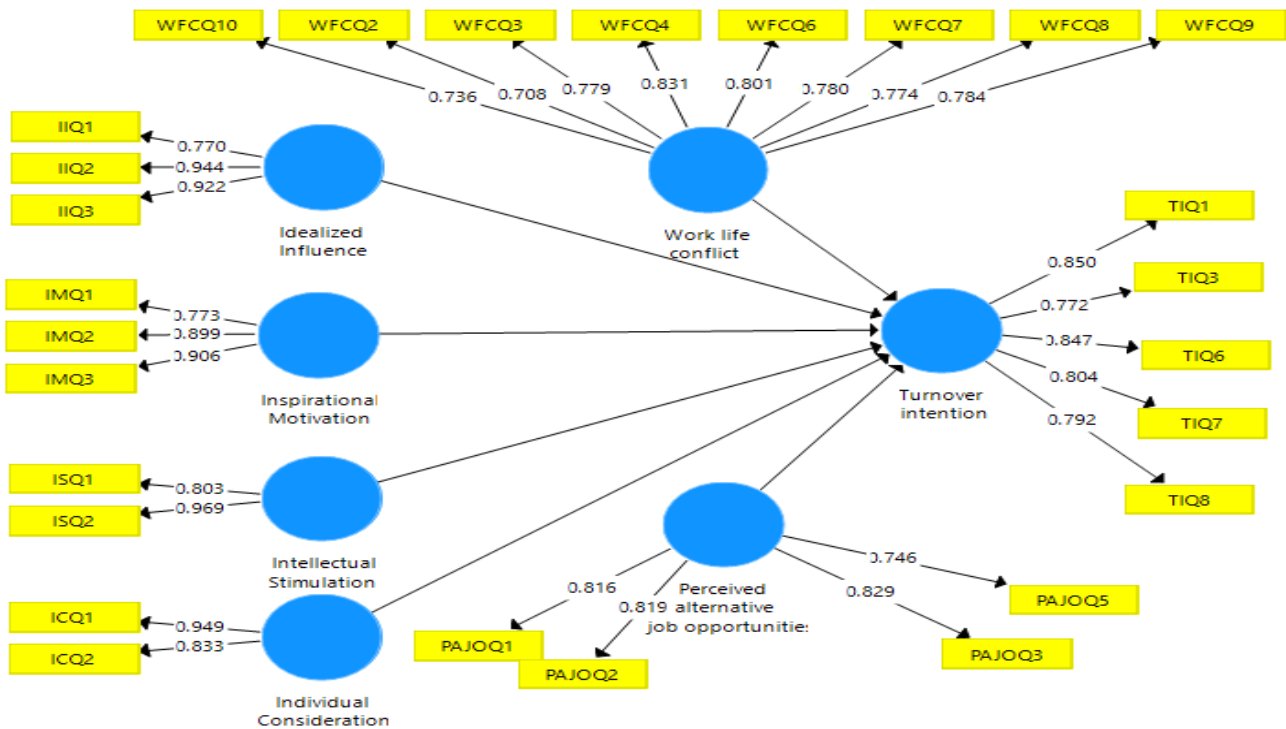 WFCQ10 WFCQ2 WFCQ3 WFCQ4 WFCQ6 WFCQ7 WFCQ8 WFCQ9
0.736 0.708 0.779 0.831 0.801 0.780 0.774 0.784
IIQ1
0.770
IIQ2
0.944
IIQ3
0.922
Idealized
Influence
Work life
conflict
IMQ1
0.773
IMQ2
0.899
IMQ3
0.906
Inspirational
Motivation
TIQ1
0.850
TIQ3
0.772
TIQ6
0.847
TIQ7
0.804
TIQ8
0.792
Turnover
intention
ISQ1
0.803
ISQ2
0.969
Intellectual
Stimulation
ICQ1
0.949
ICQ2
0.833
Individual
Consideration
Perceived
alternative
job opportunities
0.816
0.819
0.829
0.746
PAJOQ1
PAJOQ2
PAJOQ3
PAJOQ5